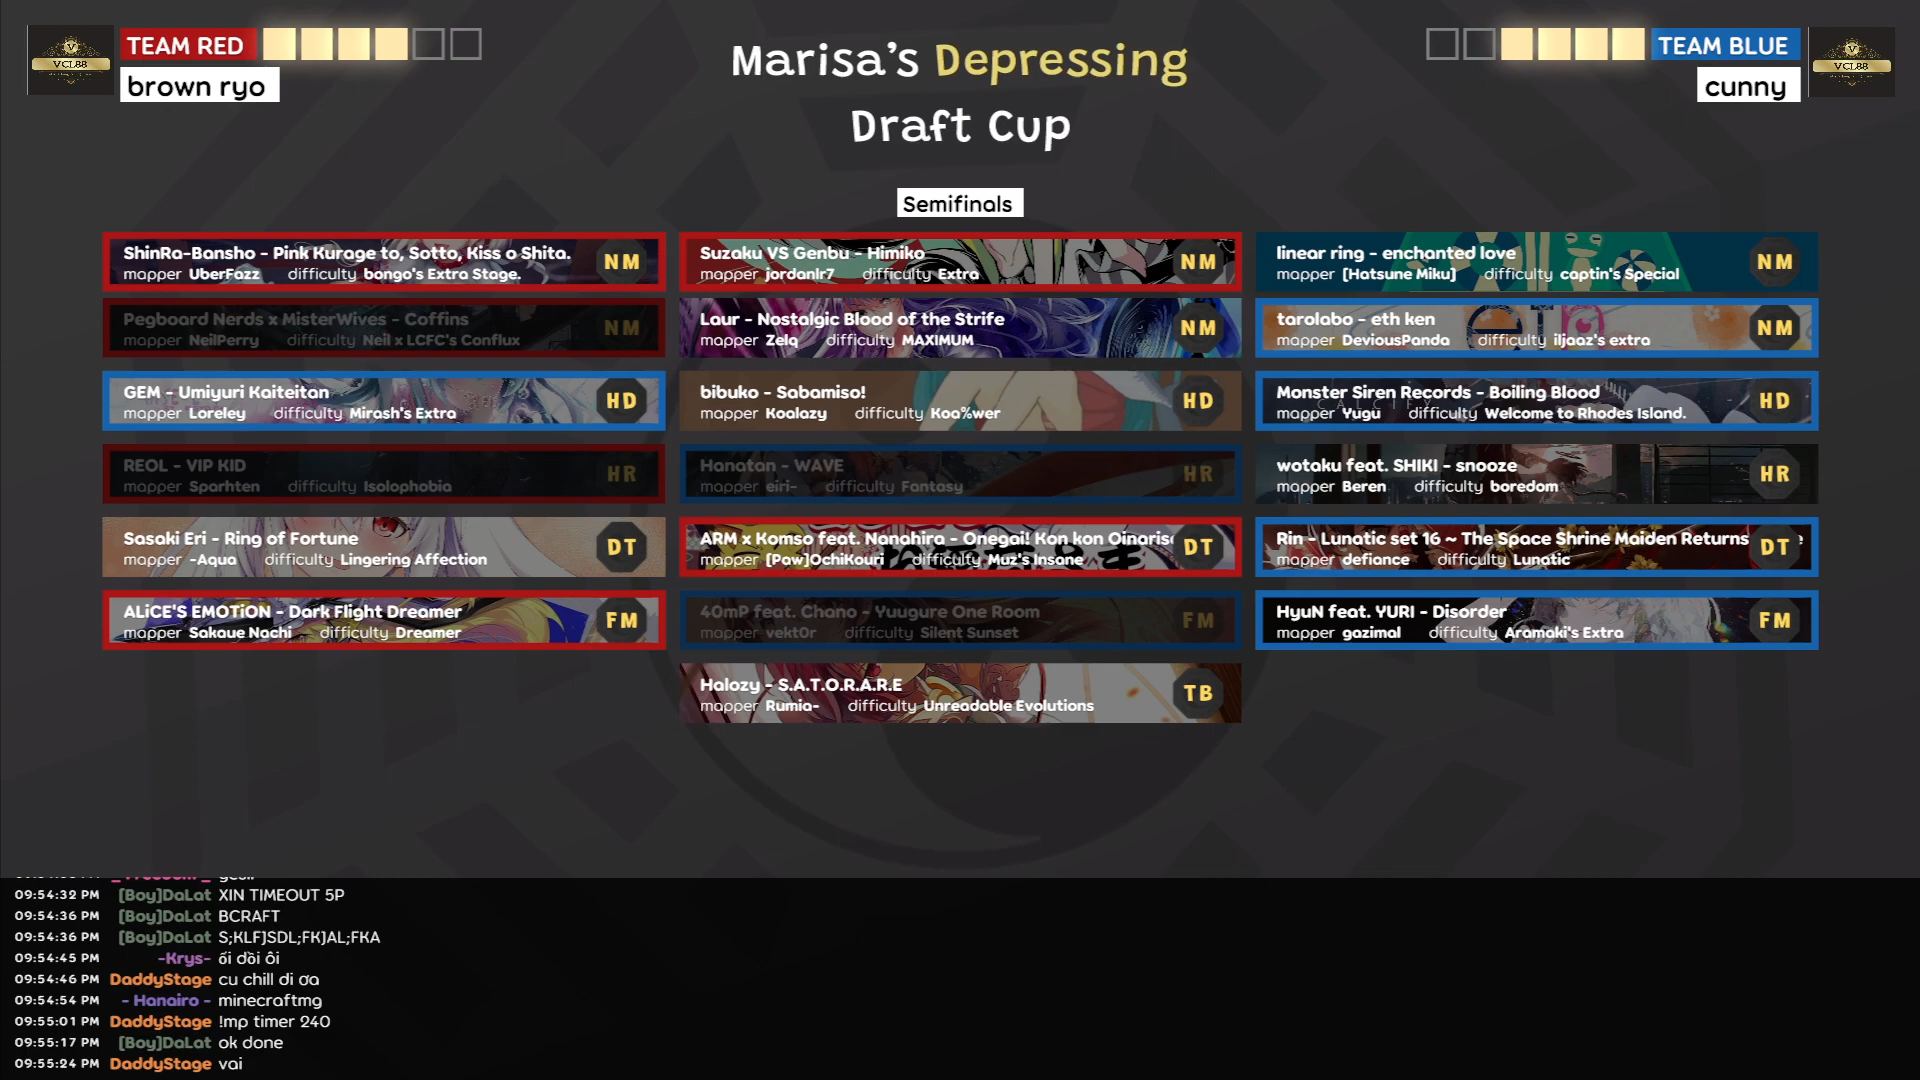 VCL88
TEAM RED
brown ryo
Marisa's Depressing
Draft Cup
TEAM BLUE
cunny
VCL88
Semifinals
ShinRa-Bansho - Pink Kurage to, Sotto, Kiss o Shita.
mapper UberFazz difficulty bongo's Extra Stage.
NM
Suzaku VS Genbu - Himiko
mapper jordanlr7 difficulty Extra
NM
linear ring - enchanted love
mapper [Hatsune Miku] difficulty captin's Special
NM
Pegboard Nerds x MisterWives - Coffins
mapper NeilPerry difficulty Neil x LCFC's Conflux
NM
Laur - Nostalgic Blood of the Strife
mapper Zelq difficulty MAXIMUM
NM
tarolabo - eth ken
mapper DeviousPanda difficulty iljaaz's extra
NM
GEM - Umiyuri Kaiteitan
mapper Loreley difficulty Mirash's Extra
HD
bibuko - Sabamiso!
mapper Koalazy difficulty Koa%wer
HD
Monster Siren Records - Boiling Blood
mapper Yugu difficulty Welcome to Rhodes Island.
HD
REOL - VIP KID
mapper Sparhten difficulty Isolophobia
HR
Hanatan - WAVE
mapper eiri- difficulty Fantasy
HR
wotaku feat. SHIKI - snooze
mapper Beren difficulty boredom
HR
Sasaki Eri - Ring of Fortune
mapper -Aqua difficulty Lingering Affection
DT
ARM x Komso feat. Nanahira - Onegai! Kon kon Oinaris
mapper [Paw]OchiKouri difficulty Muz's Insane
DT
Rin - Lunatic set 16 ~ The Space Shrine Maiden Returns
mapper defiance difficulty Lunatic
DT
ALiCE'S EMOTiON - Dark Flight Dreamer
mapper Sakaue Nachi difficulty Dreamer
FM
40mP feat. Chano - Yuugure One Room
mapper vekt0r difficulty Silent Sunset
FM
HyuN feat. YURI - Disorder
mapper gazimal difficulty Aramaki's Extra
FM
Halozy - S.A.T.O.R.A.R.E
mapper Rumia- difficulty Unreadable Evolutions
TB
09:54:32 PM [Boy]DaLat XIN TIMEOUT 5P
09:54:36 PM [Boy]DaLat BCRAFT
09:54:36 PM [Boy]DaLat S;KLFJSDL;FKJAL;FKA
09:54:45 PM -Krys- ối dồi ôi
09:54:46 PM DaddyStage cu chill di ơa
09:54:54 PM - Hanairo - minecraftmg
09:55:01 PM DaddyStage !mp timer 240
09:55:17 PM [Boy]DaLat ok done
09:55:24 PM DaddyStage vai